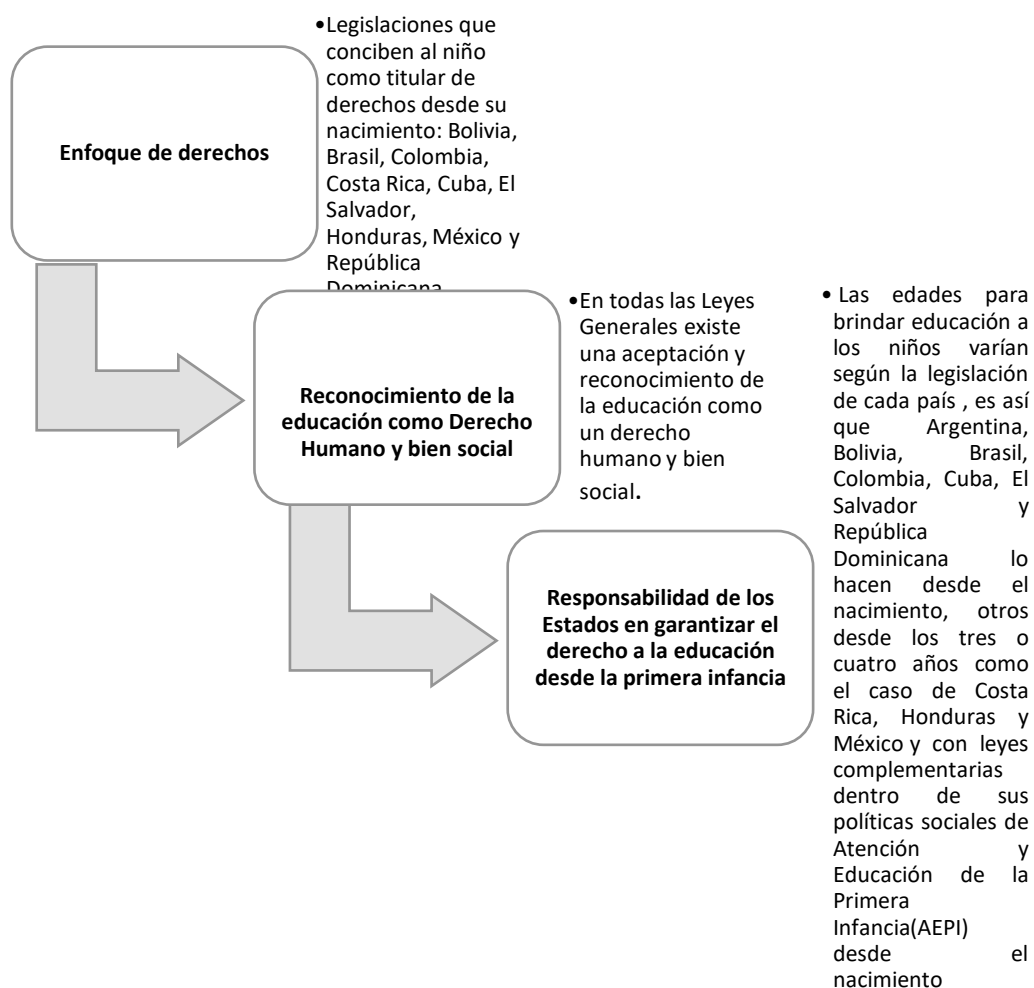 •Legislaciones que
conciben al niño
como titular de
derechos desde su
nacimiento: Bolivia,
Brasil, Colombia,
Costa Rica, Cuba, El
Salvador,
Honduras, México y
República
Dominicana
Enfoque de derechos
•En todas las Leyes
Generales existe
una aceptación y
reconocimiento de
la educación como
un derecho
humano y bien
social.
Reconocimiento de la
educación como Derecho
Humano y bien social
• Las edades para
brindar educación a
los niños varían
según la legislación
de cada país , es así
que Argentina,
Bolivia, Brasil,
Colombia, Cuba, El
Salvador y
República
Dominicana lo
hacen desde el
nacimiento, otros
desde los tres o
cuatro años como
el caso de Costa
Rica, Honduras y
México y con leyes
complementarias
dentro de sus
políticas sociales de
Atención y
Educación de la
Primera
Infancia(AEPI)
desde el
nacimiento
Responsabilidad de los
Estados en garantizar el
derecho a la educación
desde la primera infancia